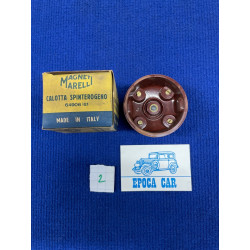 MAGNETI
MARELLI
CALOTTA SPINTEROGENO
MADE IN ITALY
2
EPOCA CAR